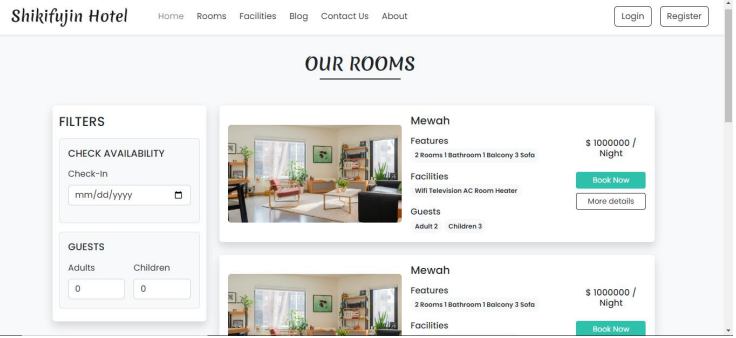 Shikifujin Hotel
Home Rooms Facilities Blog Contact Us About
Login Register
OUR ROOMS
FILTERS
CHECK AVAILABILITY
Check-In
mm/dd/yyyy
GUESTS
Adults Children
0 0
Mewah
Features
2 Rooms 1 Bathroom 1 Balcony 3 Sofa
Facilities
Wifi Television AC Room Heater
Guests
Adult 2 Children 3
$ 1000000 /
Night
Book Now
More details
Mewah
Features
2 Rooms 1 Bathroom 1 Balcony 3 Sofa
Facilities
$ 1000000 /
Night
Book Now